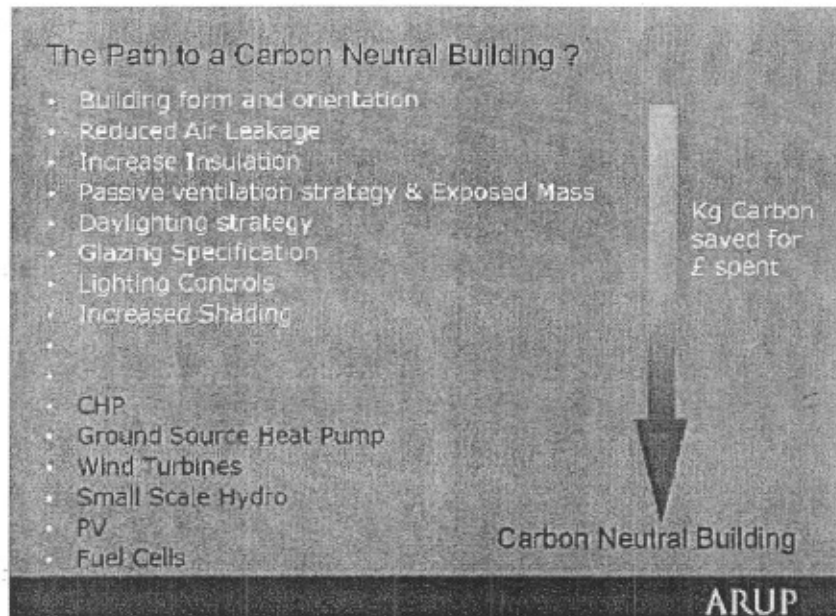 The Path to a Carbon Neutral Building ?
• Building form and orientation
• Reduced Air Leakage
• Increase Insulation
• Passive ventilation strategy & Exposed Mass
• Daylighting strategy
• Glazing Specification
• Lighting Controls
• Increased Shading
•
•
• CHP
• Ground Source Heat Pump
• Wind Turbines
• Small Scale Hydro
• PV
• Fuel Cells
Kg Carbon
saved for
£ spent
Carbon Neutral Building
ARUP